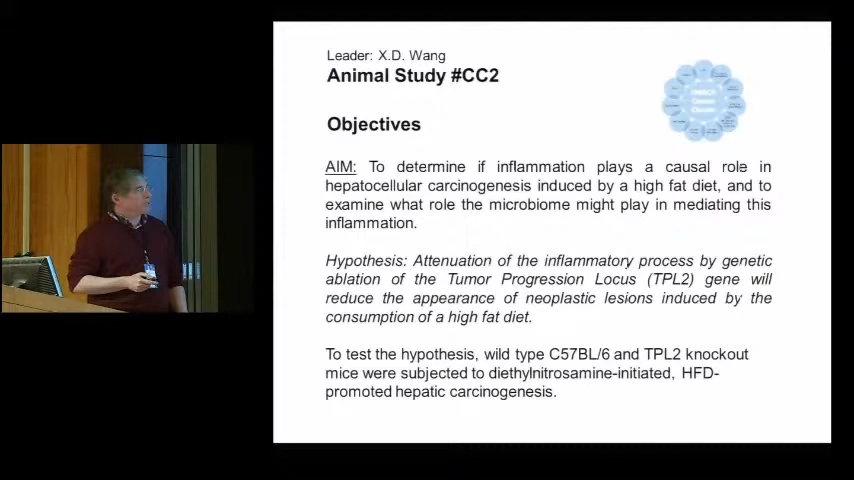 Leader: X.D. Wang
Animal Study #CC2
Objectives
AIM: To determine if inflammation plays a causal role in
hepatocellular carcinogenesis induced by a high fat diet, and to
examine what role the microbiome might play in mediating this
inflammation.
Hypothesis: Attenuation of the inflammatory process by genetic
ablation of the Tumor Progression Locus (TPL2) gene will
reduce the appearance of neoplastic lesions induced by the
consumption of a high fat diet.
To test the hypothesis, wild type C57BL/6 and TPL2 knockout
mice were subjected to diethylnitrosamine-initiated, HFD-
promoted hepatic carcinogenesis.